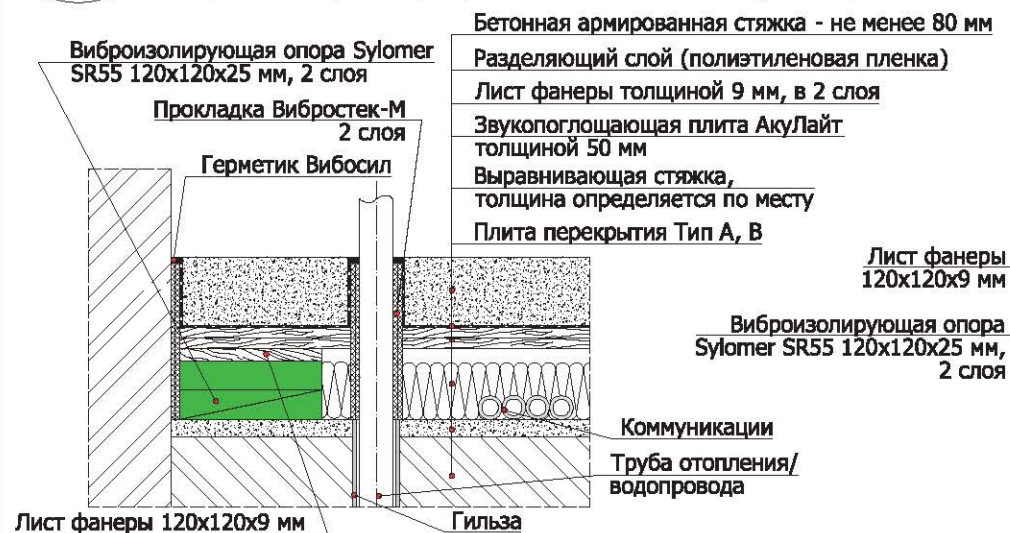 Бетонная армированная стяжка - не менее 80 мм
Виброизолирующая опора Sylomer
SR55 120x120x25 мм, 2 слоя
Разделяющий слой (полиэтиленовая пленка)
Лист фанеры толщиной 9 мм, в 2 слоя
Прокладка Вибростек-М
2 слоя
Звукопоглощающая плита АкуЛайт
толщиной 50 мм
Герметик Вибосил
Выравнивающая стяжка,
толщина определяется по месту
Плита перекрытия Тип А, В
Лист фанеры
120x120x9 мм
Виброизолирующая опора
Sylomer SR55 120x120x25 мм,
2 слоя
Коммуникации
Труба отопления/
водопровода
Лист фанеры 120x120x9 мм
Гильза